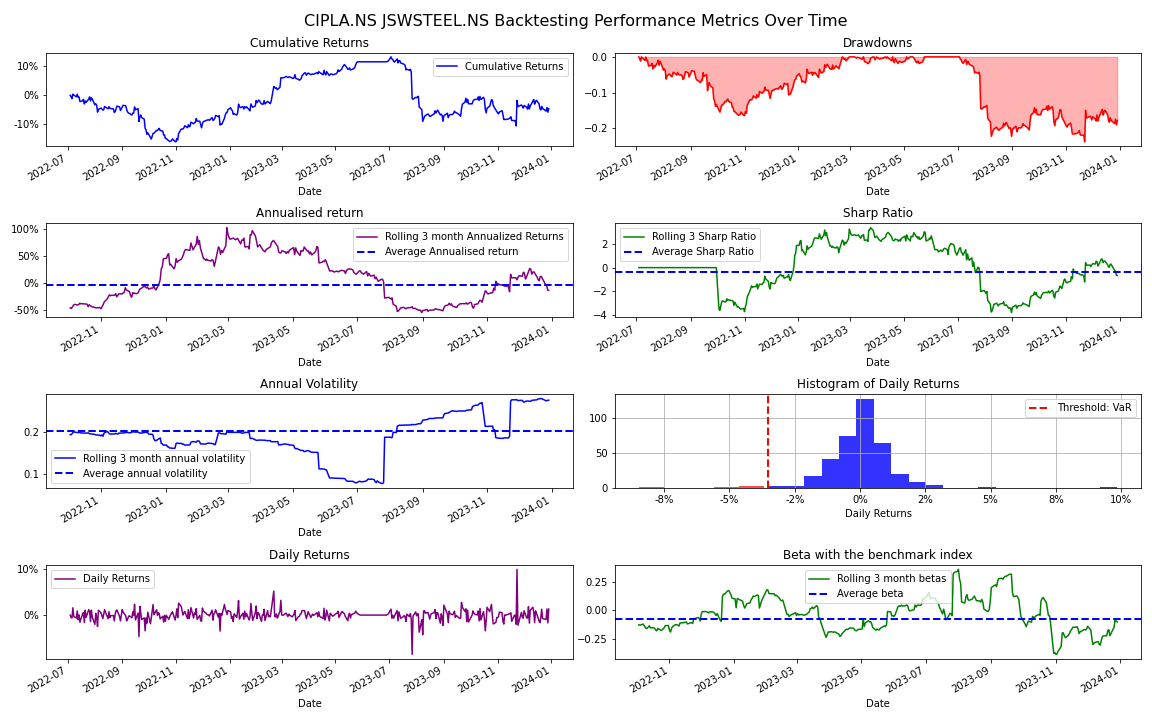 CIPLA.NS JSWSTEEL.NS Backtesting Performance Metrics Over Time
Cumulative Returns
10%
0%
-10%
Cumulative Returns
2022-07 2022-09 2022-11 2023-01 2023-03 2023-05 2023-07 2023-09 2023-11 2024-01
Date
Drawdowns
0.0
−0.1
−0.2
2022-07 2022-09 2022-11 2023-01 2023-03 2023-05 2023-07 2023-09 2023-11 2024-01
Date
Annualised return
100%
50%
0%
-50%
Rolling 3 month Annualized Returns
Average Annualised return
2022-11 2023-01 2023-03 2023-05 2023-07 2023-09 2023-11 2024-01
Date
Sharp Ratio
2
0
−2
−4
Rolling 3 Sharp Ratio
Average Sharp Ratio
2022-07 2022-09 2022-11 2023-01 2023-03 2023-05 2023-07 2023-09 2023-11 2024-01
Date
Annual Volatility
0.2
0.1
Rolling 3 month annual volatility
Average annual volatility
2022-11 2023-01 2023-03 2023-05 2023-07 2023-09 2023-11 2024-01
Date
Histogram of Daily Returns
100
50
0
Threshold: VaR
-8% -5% -2% 0% 2% 5% 8% 10%
Daily Returns
Daily Returns
10%
0%
Daily Returns
2022-07 2022-09 2022-11 2023-01 2023-03 2023-05 2023-07 2023-09 2023-11 2024-01
Date
Beta with the benchmark index
0.25
0.00
−0.25
Rolling 3 month betas
Average beta
2022-11 2023-01 2023-03 2023-05 2023-07 2023-09 2023-11 2024-01
Date